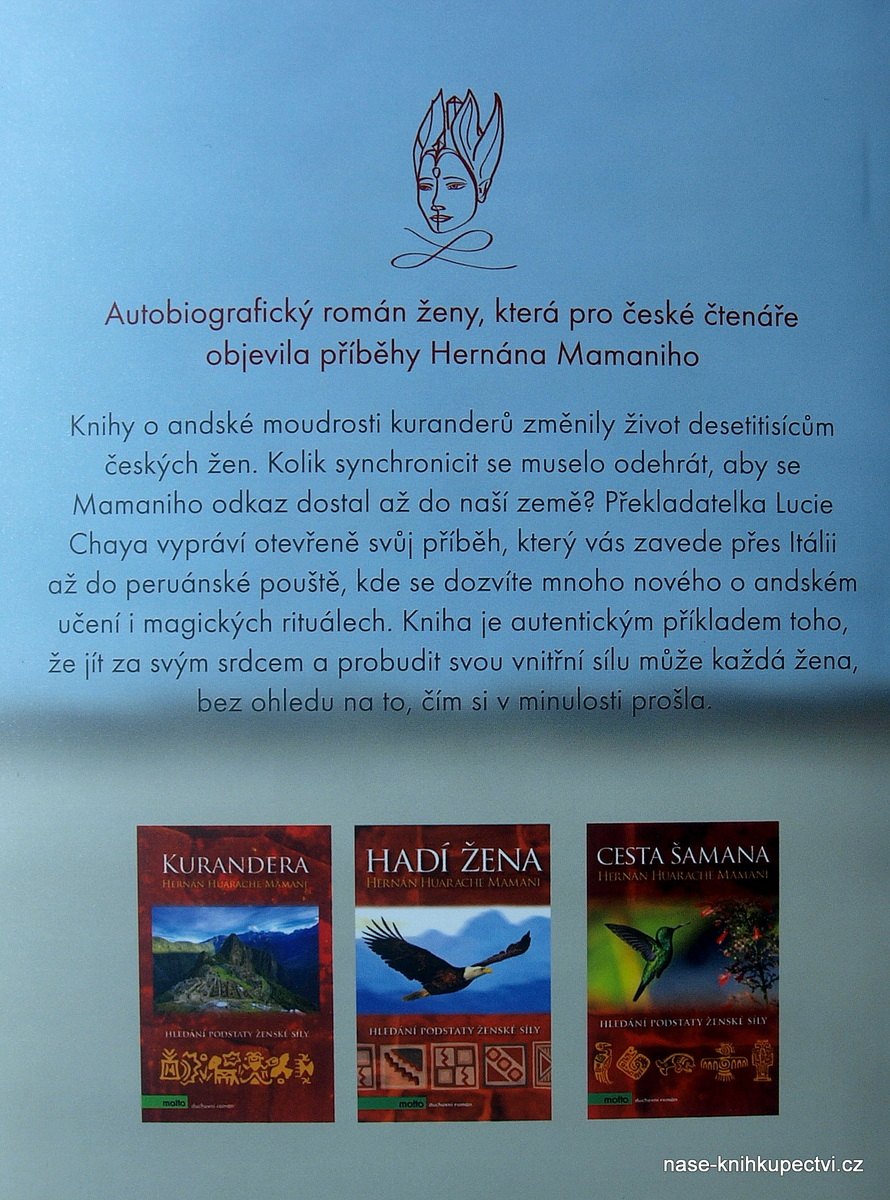 Autobiografický román ženy, která pro české čtenáře
objevila příběhy Hernána Mamaniho
Knihy o andské moudrosti kuranderů změnily život desetitisícům
českých žen. Kolik synchronicit se muselo odehrát, aby se
Mamaniho odkaz dostal až do naší země? Překladatelka Lucie
Chaya vypráví otevřeně svůj příběh, který vás zavede přes Itálii
až do peruánské pouště, kde se dozvíte mnoho nového o andském
učení i magických rituálech. Kniha je autentickým příkladem toho,
že jít za svým srdcem a probudit svou vnitřní sílu může každá žena,
bez ohledu na to, čím si v minulosti prošla.
KURANDERA
HERNÁN HUARACHE MAMANI
HLEDÁNÍ PODSTATY ŽENSKÉ SÍLY
motto duchovní román
HADÍ ŽENA
HERNÁN HUARACHE MAMANI
HLEDÁNÍ PODSTATY ŽENSKÉ SÍLY
motto duchovní román
CESTA ŠAMANA
HERNÁN HUARACHE MAMANI
HLEDÁNÍ PODSTATY ŽENSKÉ SÍLY
motto duchovní román
nase-knihkupectvi.cz